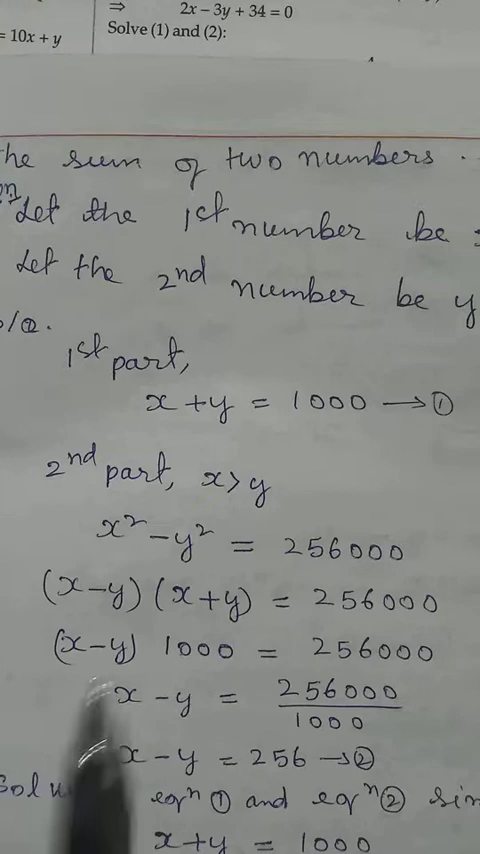 ⇒ 2x – 3y + 34 = 0
= 10x + y Solve (1) and (2):
the sum of two numbers ..
Let the 1st number be
Let the 2nd number be y
1st part,
x + y = 1000 → ①
2nd part, x > y
x² – y² = 256000
(x – y) (x + y) = 256000
(x – y) 1000 = 256000
x – y = 256000
1000
x – y = 256 → ②
eqⁿ ① and eqⁿ ②
x + y = 1000